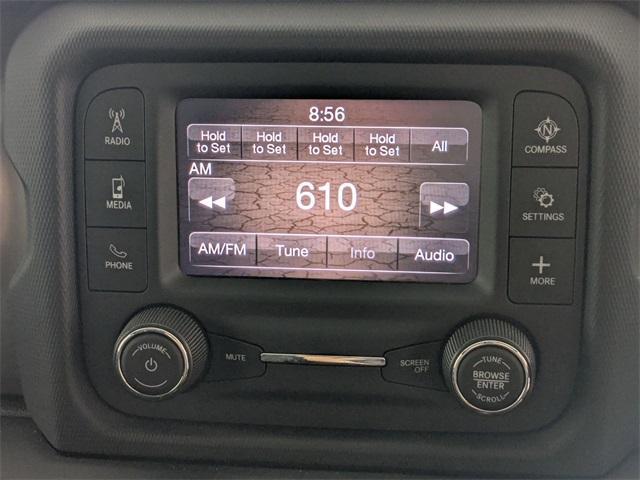 8:56
RADIO
Hold to Set Hold to Set Hold to Set Hold to Set All
N
COMPASS
AM
MEDIA
610
SETTINGS
AM/FM Tune Info Audio
PHONE
MORE
VOLUME
MUTE
SCREEN OFF
TUNE
BROWSE
ENTER
SCROLL